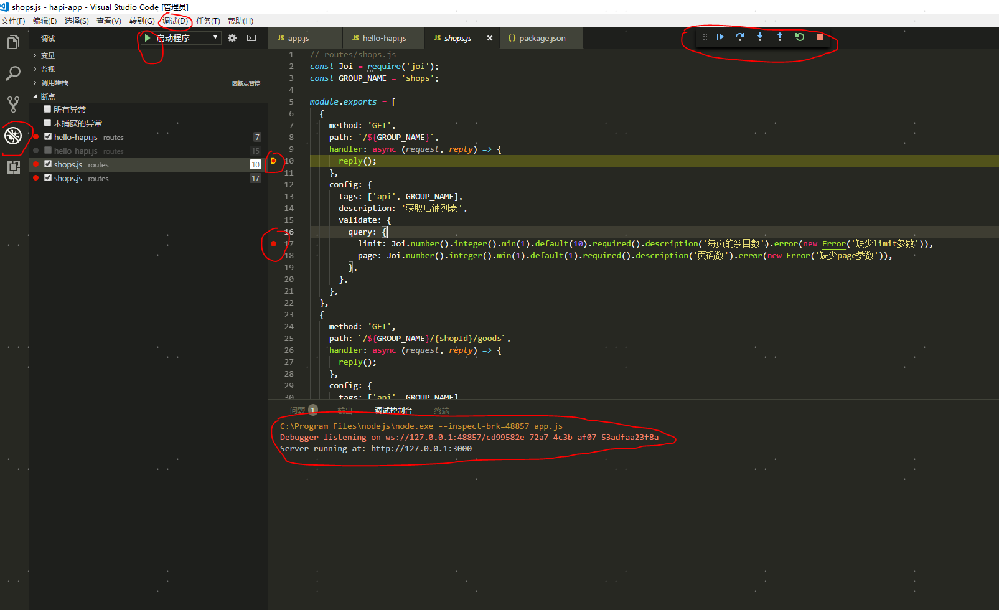 shops.js - hapi-app - Visual Studio Code [管理员]
文件(F) 编辑(E) 选择(S) 查看(V) 转到(G) 调试(D) 任务(T) 帮助(H)
调试 启动程序
变量
监视
调用堆栈 因断点暂停
断点
所有异常
未捕获的异常
hello-hapi.js routes 7
hello-hapi.js routes 15
shops.js routes 10
shops.js routes 17
JS app.js JS hello-hapi.js JS shops.js {} package.json
1 // routes/shops.js
2 const Joi = require('joi');
3 const GROUP_NAME = 'shops';
4
5 module.exports = [
6 {
7 method: 'GET',
8 path: `/${GROUP_NAME}`,
9 handler: async (request, reply) => {
10 reply();
11 },
12 config: {
13 tags: ['api', GROUP_NAME],
14 description: '获取店铺列表',
15 validate: {
16 query: {
17 limit: Joi.number().integer().min(1).default(10).required().description('每页的条目数').error(new Error('缺少limit参数')),
18 page: Joi.number().integer().min(1).default(1).required().description('页码数').error(new Error('缺少page参数')),
19 },
20 },
21 },
22 },
23 {
24 method: 'GET',
25 path: `/${GROUP_NAME}/{shopId}/goods`,
26 handler: async (request, reply) => {
27 reply();
28 },
29 config: {
30 tags: ['api', GROUP_NAME]
问题 1 输出 调试控制台 终端
C:\Program Files\nodejs\node.exe --inspect-brk=48857 app.js
Debugger listening on ws://127.0.0.1:48857/cd99582e-72a7-4c3b-af07-53adfaa23f8a
Server running at: http://127.0.0.1:3000